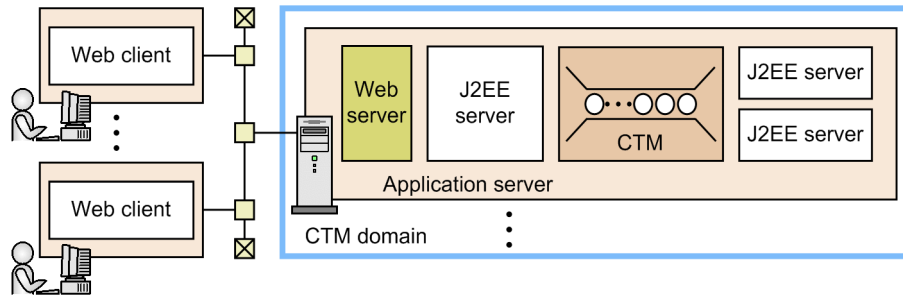 Web client
Web client
Web
server
J2EE
server
CTM
J2EE server
J2EE server
Application server
CTM domain